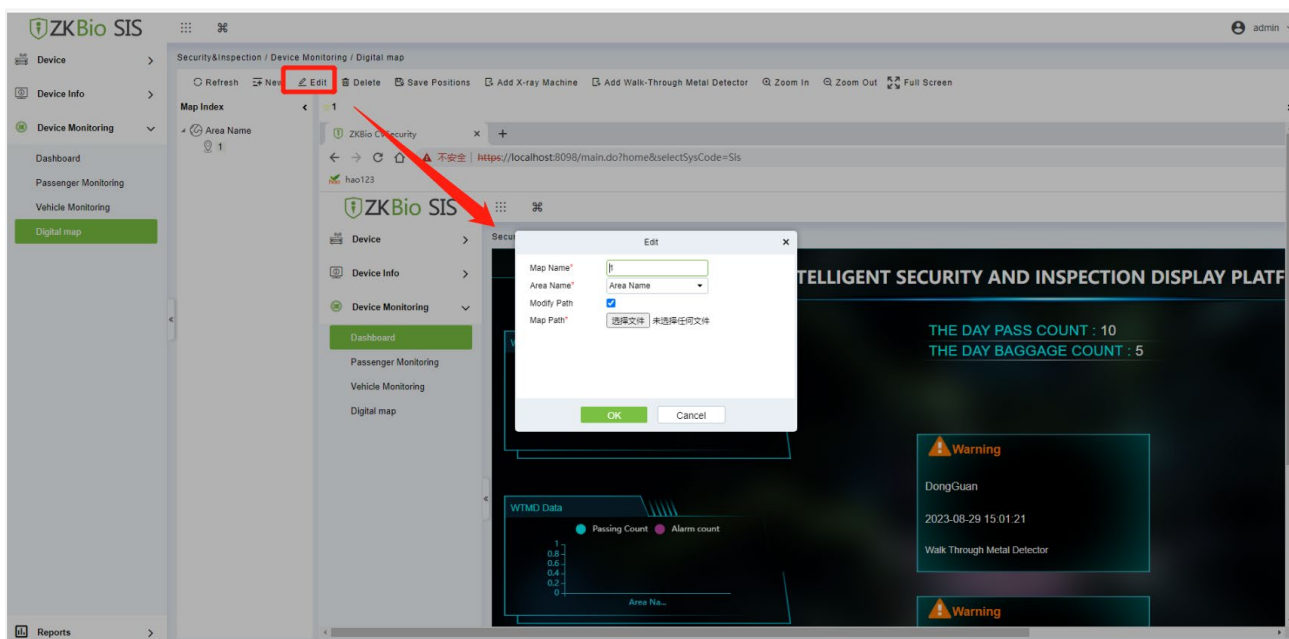 ZKBio SIS
admin
Device
Device Info
Device Monitoring
Dashboard
Passenger Monitoring
Vehicle Monitoring
Digital map
Reports
Security&Inspection / Device Monitoring / Digital map
Refresh New Edit Delete Save Positions Add X-ray Machine Add Walk-Through Metal Detector Zoom In Zoom Out Full Screen
Map Index
Area Name
1
1
ZKBio CVSecurity
不安全 https://localhost:8098/main.do?home&selectSysCode=Sis
hao123
ZKBio SIS
Device
Device Info
Device Monitoring
Dashboard
Passenger Monitoring
Vehicle Monitoring
Digital map
Edit
Map Name* 1
Area Name* Area Name
Modify Path
Map Path* 选择文件 未选择任何文件
OK Cancel
TELLIGENT SECURITY AND INSPECTION DISPLAY PLATF
THE DAY PASS COUNT : 10
THE DAY BAGGAGE COUNT : 5
Warning
DongGuan
2023-08-29 15:01:21
Walk Through Metal Detector
Warning
WTMD Data
Passing Count Alarm count
1
0.8
0.6
0.4
0.2
0
Area Na...